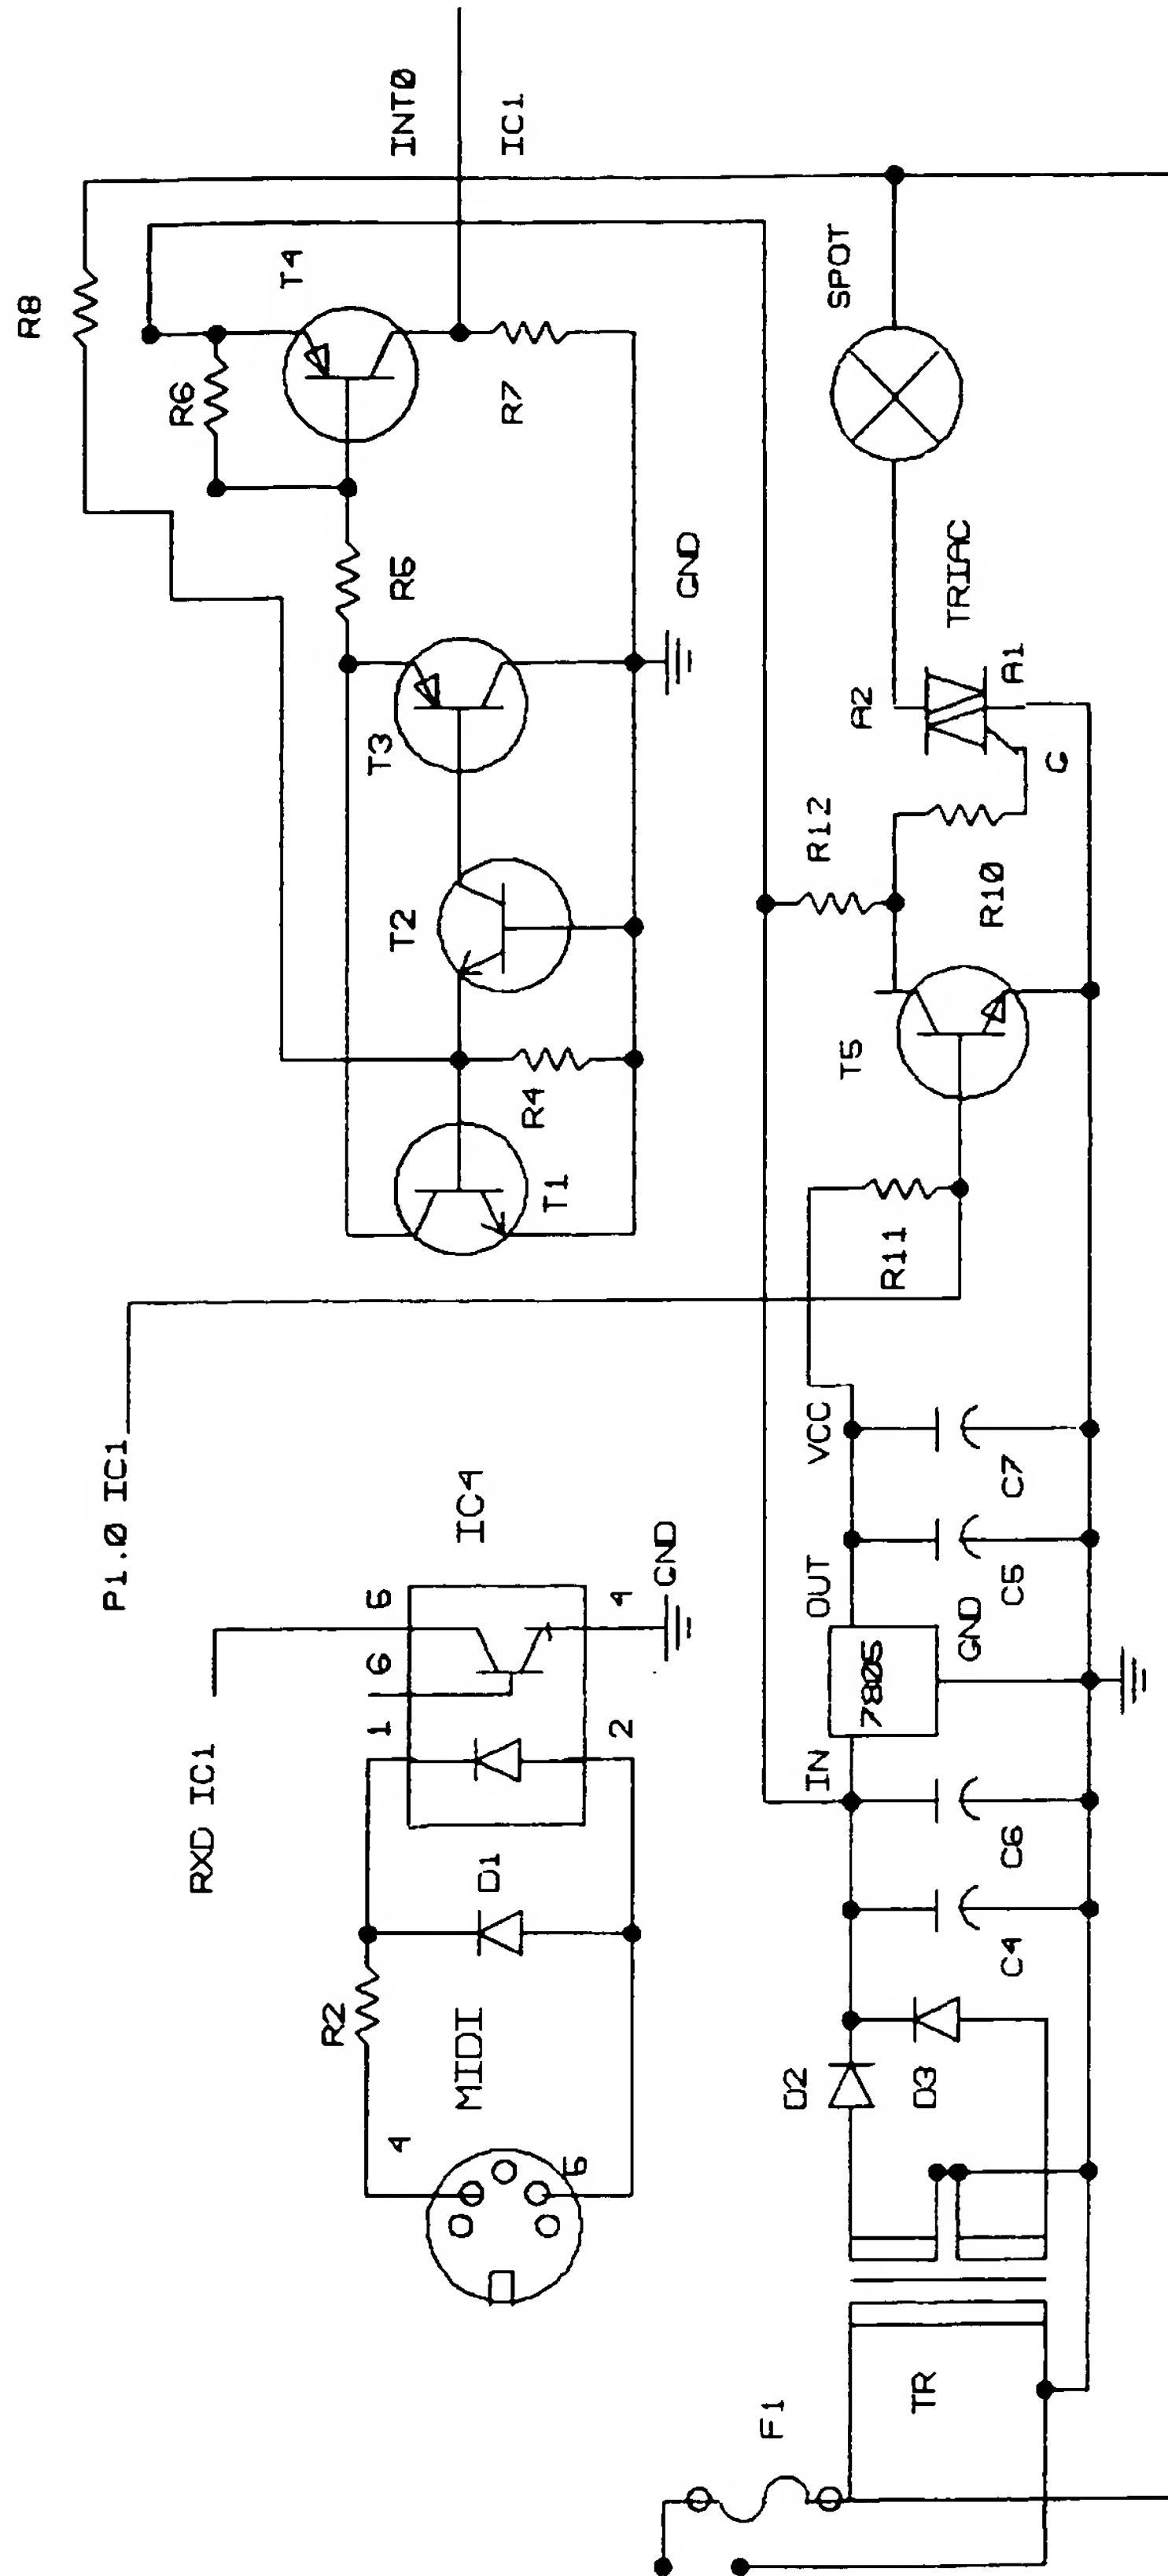 R8
INT0
IC1
T4
R6
R7
R5
GND
T3
T2
R4
T1
SPOT
TRIAC
A2
A1
G
R12
R10
T5
R11
P1.0 IC1
VCC
C7
OUT
C5
GND
7805
IN
C6
C4
D2
D3
TR
F1
IC4
5
6
4
GND
1
2
RXD IC1
D1
R2
MIDI
4
5